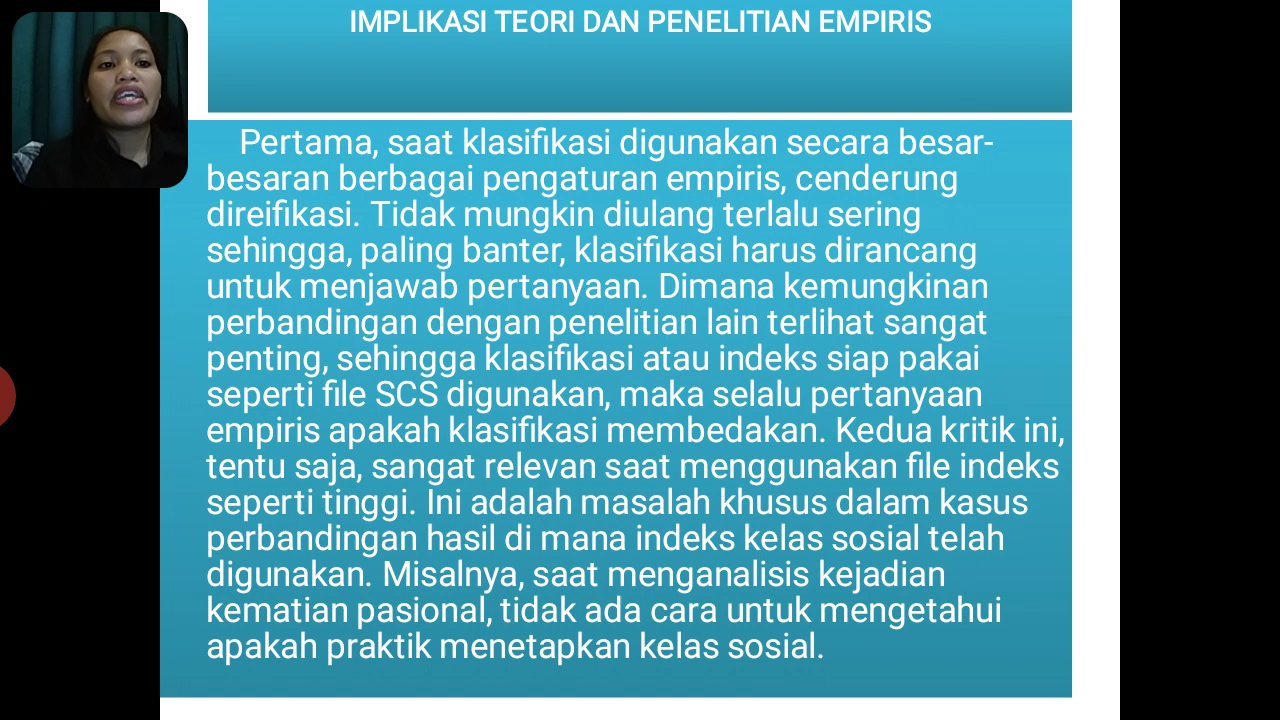 IMPLIKASI TEORI DAN PENELITIAN EMPIRIS
Pertama, saat klasifikasi digunakan secara besar-
besaran berbagai pengaturan empiris, cenderung
direifikasi. Tidak mungkin diulang terlalu sering
sehingga, paling banter, klasifikasi harus dirancang
untuk menjawab pertanyaan. Dimana kemungkinan
perbandingan dengan penelitian lain terlihat sangat
penting, sehingga klasifikasi atau indeks siap pakai
seperti file SCS digunakan, maka selalu pertanyaan
empiris apakah klasifikasi membedakan. Kedua kritik ini,
tentu saja, sangat relevan saat menggunakan file indeks
seperti tinggi. Ini adalah masalah khusus dalam kasus
perbandingan hasil di mana indeks kelas sosial telah
digunakan. Misalnya, saat menganalisis kejadian
kematian pasional, tidak ada cara untuk mengetahui
apakah praktik menetapkan kelas sosial.